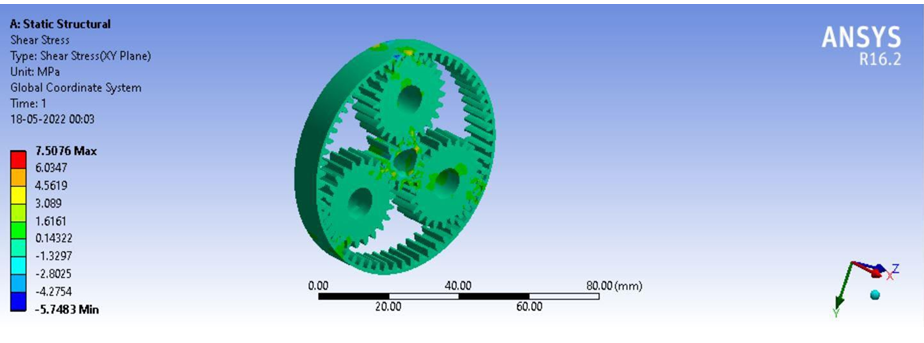 A: Static Structural
Shear Stress
Type: Shear Stress(XY Plane)
Unit: MPa
Global Coordinate System
Time: 1
18-05-2022 00:03
7.5076 Max
6.0347
4.5619
3.089
1.6161
0.14322
-1.3297
-2.8025
-4.2754
-5.7483 Min
ANSYS
R16.2
0.00 40.00 80.00 (mm)
20.00 60.00
Z
X
Y